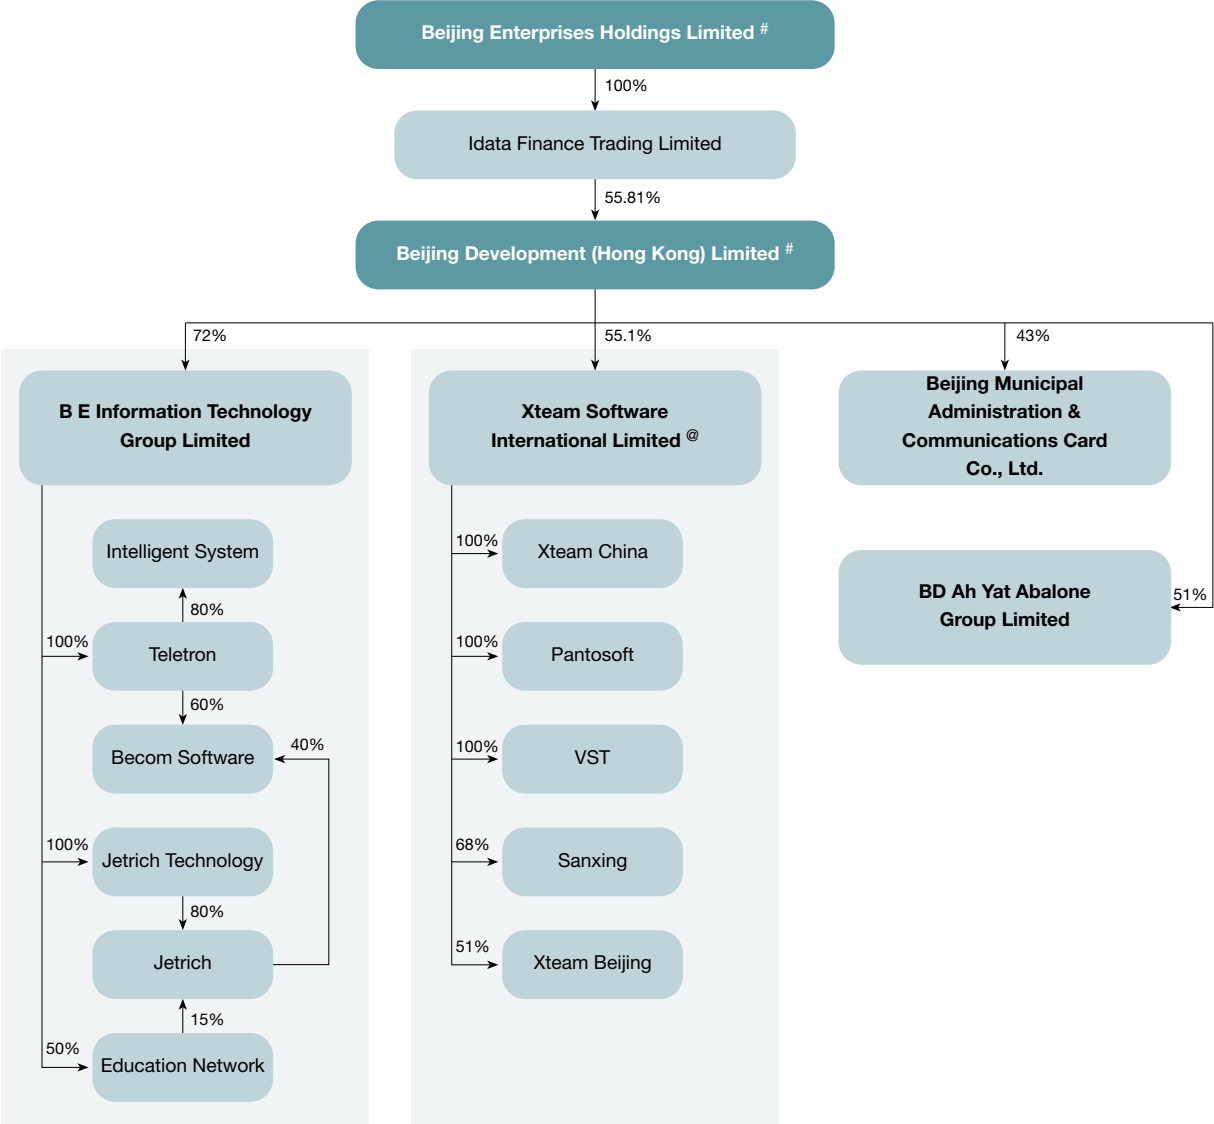 Beijing Enterprises Holdings Limited #
100%
Idata Finance Trading Limited
55.81%
Beijing Development (Hong Kong) Limited #
72%
55.1%
43%
B E Information Technology
Group Limited
Xteam Software
International Limited @
Beijing Municipal
Administration &
Communications Card
Co., Ltd.
Intelligent System
80%
100%
Teletron
60%
Becom Software
40%
100%
Jetrich Technology
80%
Jetrich
15%
50%
Education Network
100%
Xteam China
100%
Pantosoft
100%
VST
68%
Sanxing
51%
Xteam Beijing
BD Ah Yat Abalone
Group Limited
51%